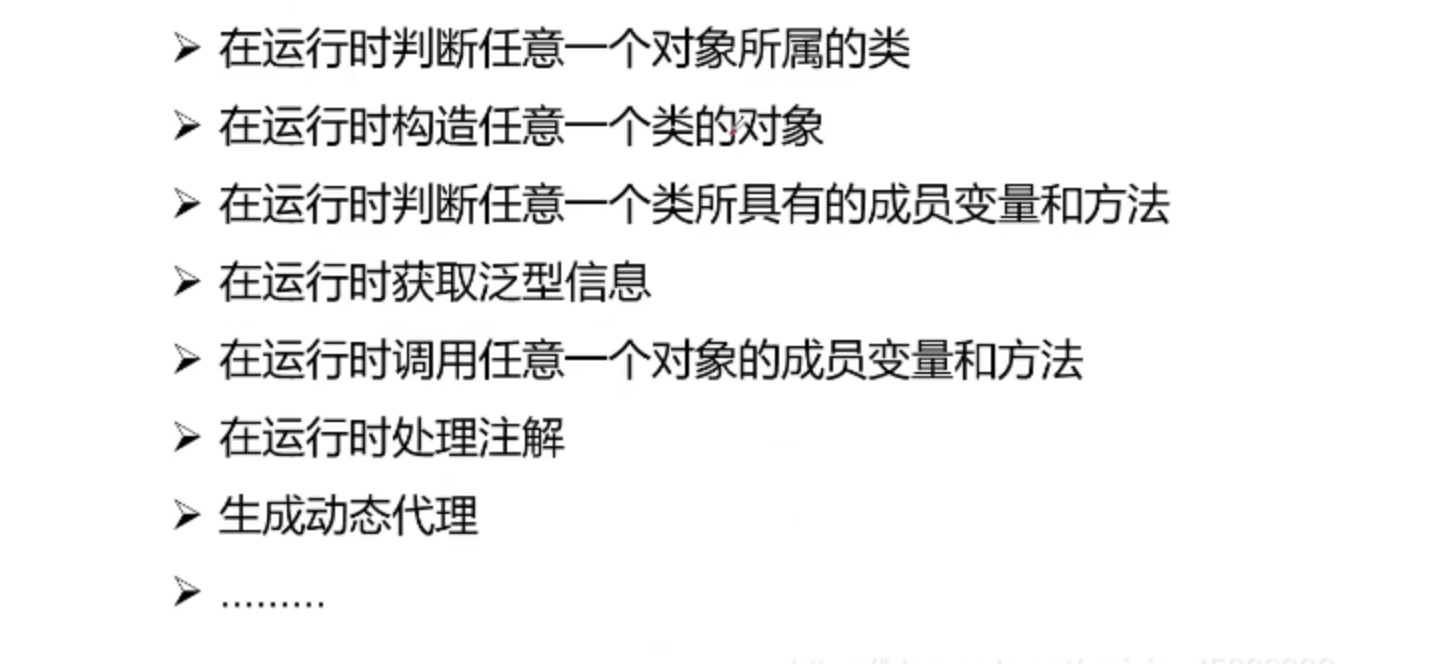 ➢ 在运行时判断任意一个对象所属的类
➢ 在运行时构造任意一个类的对象
➢ 在运行时判断任意一个类所具有的成员变量和方法
➢ 在运行时获取泛型信息
➢ 在运行时调用任意一个对象的成员变量和方法
➢ 在运行时处理注解
➢ 生成动态代理
➢ ………